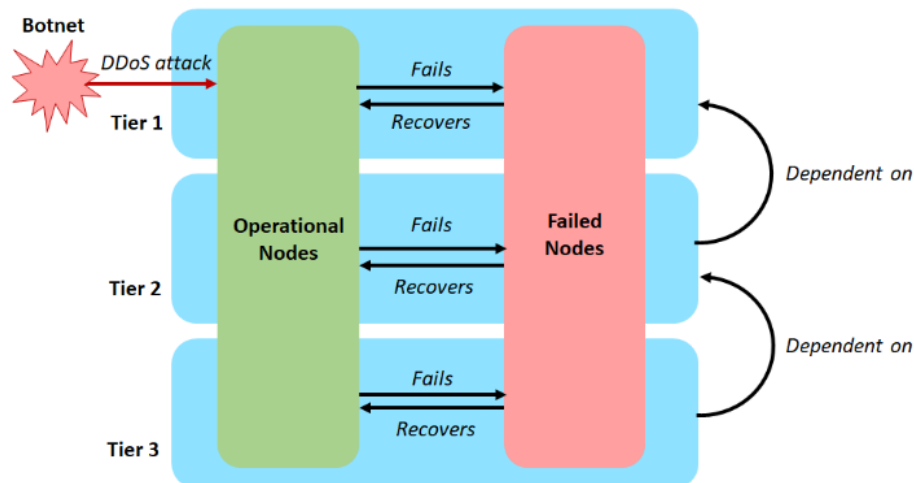 Botnet
DDoS attack
Fails
Recovers
Tier 1
Dependent on
Operational
Nodes
Failed
Nodes
Fails
Recovers
Tier 2
Dependent on
Fails
Recovers
Tier 3